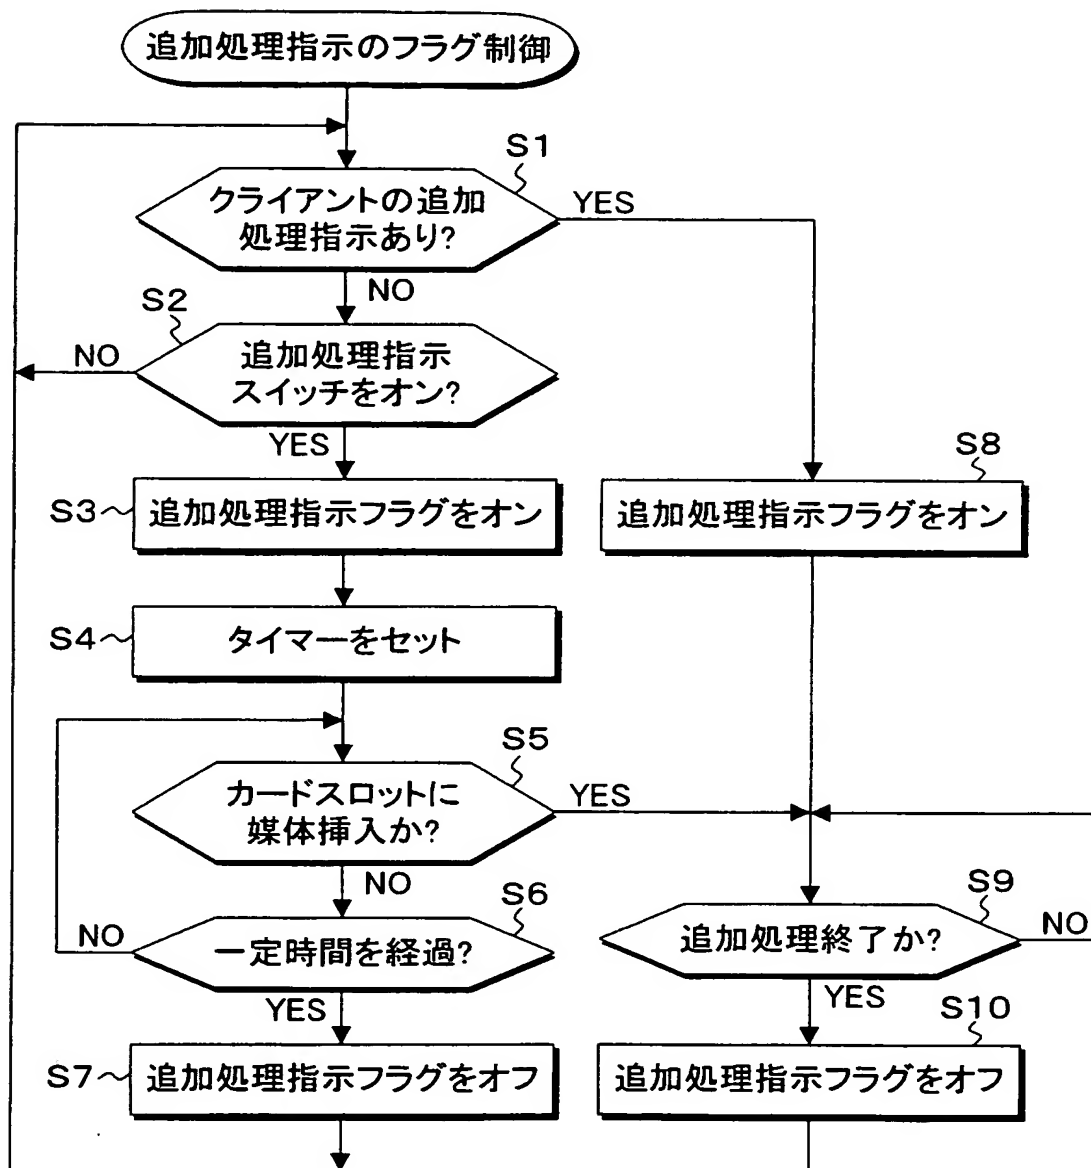 追加処理指示のフラグ制御
S1
クライアントの追加
処理指示あり?
YES
NO
S2
追加処理指示
スイッチをオン?
NO
YES
S3
追加処理指示フラグをオン
S8
追加処理指示フラグをオン
S4
タイマーをセット
S5
カードスロットに
媒体挿入か?
YES
NO
S6
一定時間を経過?
NO
YES
S9
追加処理終了か?
NO
YES
S7
追加処理指示フラグをオフ
S10
追加処理指示フラグをオフ